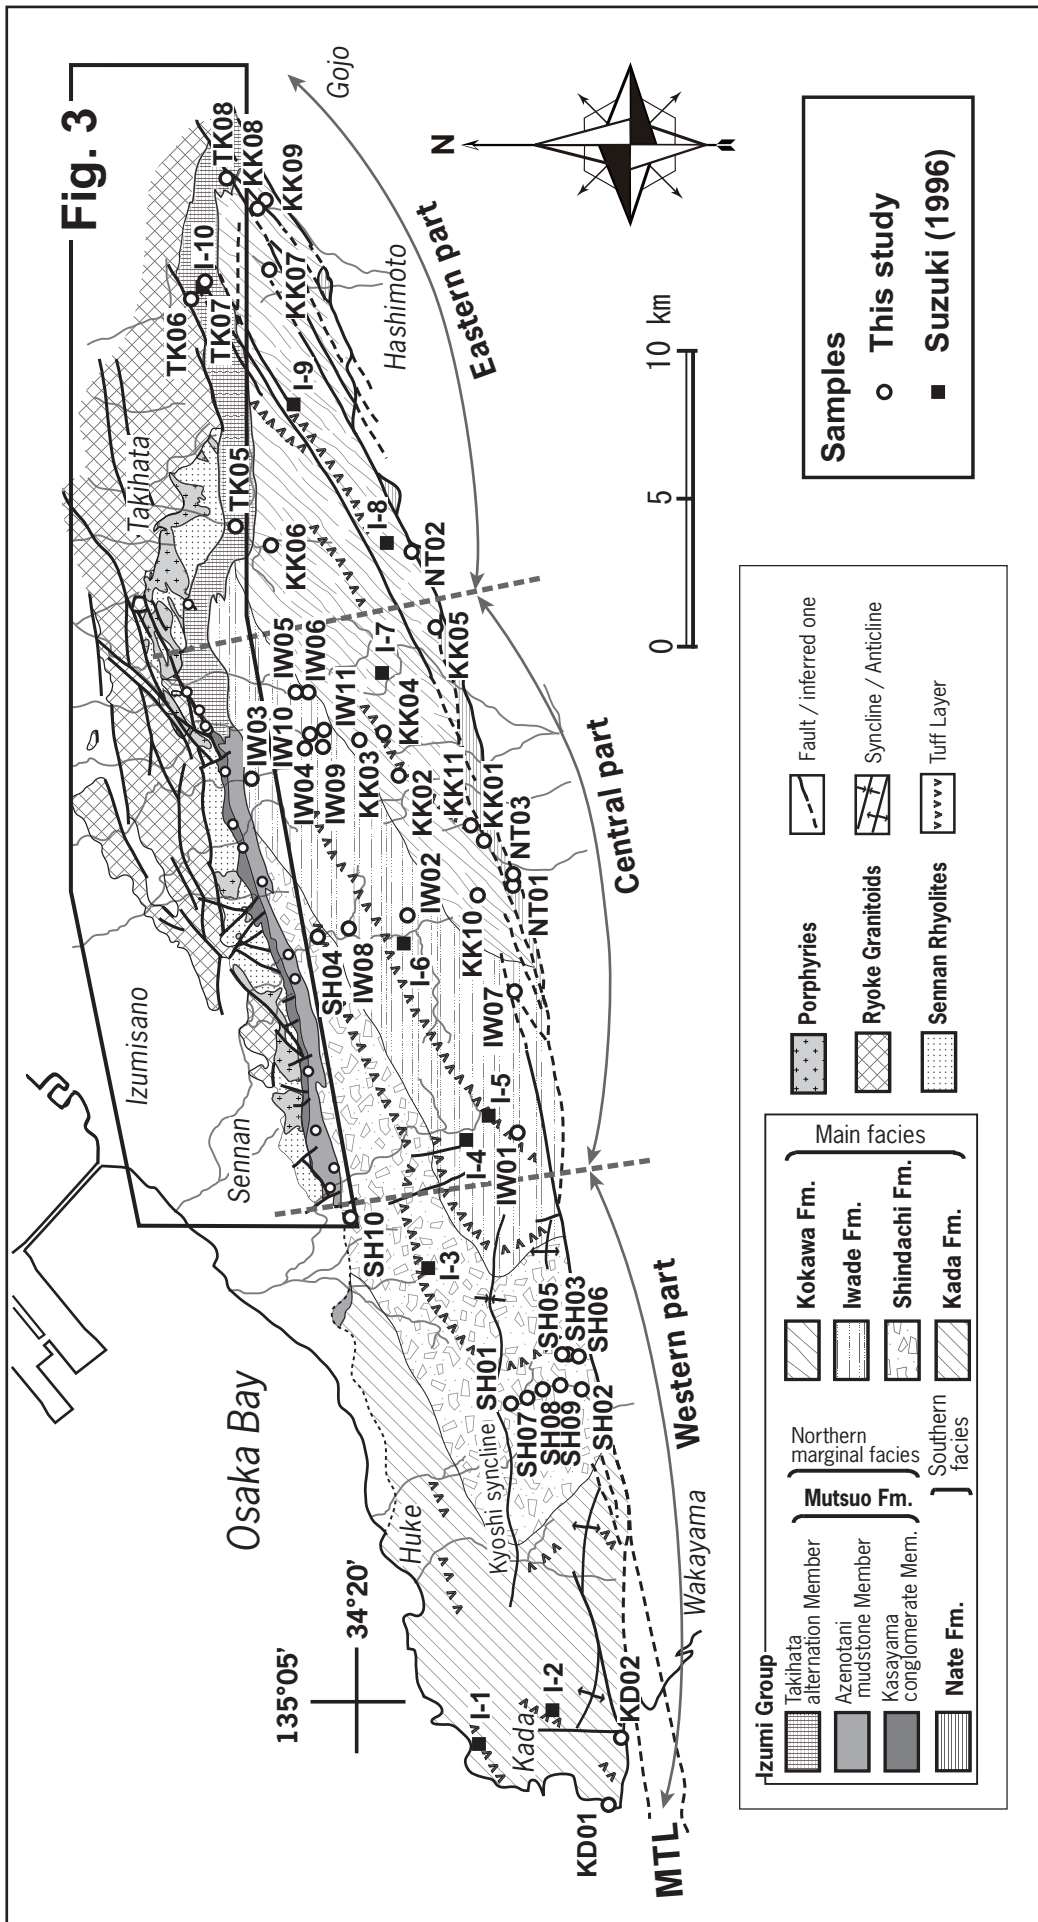 Fig. 3
Gojo
N
Osaka Bay
Izumisano
Sennan
Takihata
Hashimoto
Huke
Kada
Wakayama
135°05'
34°20'
Kyoshi syncline
MTL
Western part
Central part
Eastern part
TK08
KK08
KK09
I-10
TK06
TK07
KK07
I-9
TK05
KK06
I-8
NT02
IW05
IW06
I-7
KK05
IW03
IW10
IW11
IW04
IW09
KK03
KK04
KK02
KK11
KK01
NT03
NT01
KK10
IW02
SH04
IW08
I-6
IW07
I-5
I-4
IW01
SH10
I-3
SH05
SH03
SH06
SH01
SH07
SH08
SH09
SH02
I-1
I-2
KD02
KD01
0
5
10 km
Samples
This study
Suzuki (1996)
Izumi Group
Takihata
alternation Member
Azenotani
mudstone Member
Kasayama
conglomerate Mem.
Nate Fm.
Mutsuo Fm.
Northern
marginal facies
Southern
facies
Kokawa Fm.
Iwade Fm.
Shindachi Fm.
Kada Fm.
Main facies
Porphyries
Ryoke Granitoids
Sennan Rhyolites
Fault / inferred one
Syncline / Anticline
Tuff Layer